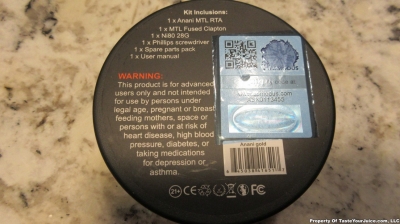 Kit Inclusions:
1 x Anani MTL RTA
1 x MTL Fused Clapton
1 x Ni80 28G
1 x Phillips screwdriver
1 x Spare parts pack
1 x User manual
WARNING:
This product is for advanced
users only and not intended
for use by persons under
legal age, pregnant or breast
feeding mothers, space or
persons with or at risk of
heart disease, high blood
pressure, diabetes, or
taking medications
for depression or
asthma.
Anani gold
21+
CE
FC
Property of TasteYourJuice.com, LLC